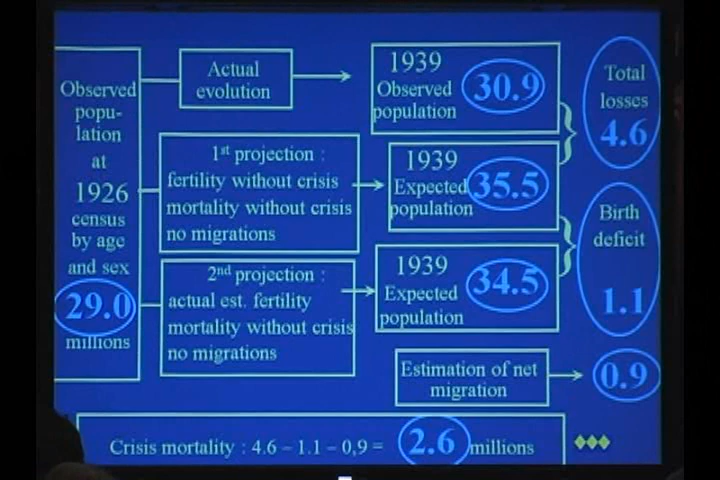 Observed
popu-
lation
at
1926
census
by age
and sex
29.0
millions
Actual
evolution
1939
Observed
population
30.9
Total
losses
4.6
1st projection :
fertility without crisis
mortality without crisis
no migrations
1939
Expected
population
35.5
Birth
deficit
1.1
2nd projection :
actual est. fertility
mortality without crisis
no migrations
1939
Expected
population
34.5
Estimation of net
migration
0.9
Crisis mortality : 4.6 – 1.1 – 0,9 = 2.6 millions